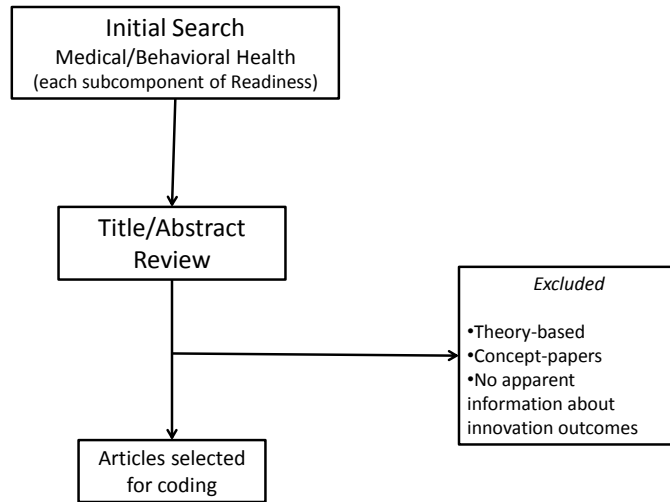 Initial Search
Medical/Behavioral Health
(each subcomponent of Readiness)
Title/Abstract
Review
Excluded
•Theory-based
•Concept-papers
•No apparent
information about
innovation outcomes
Articles selected
for coding